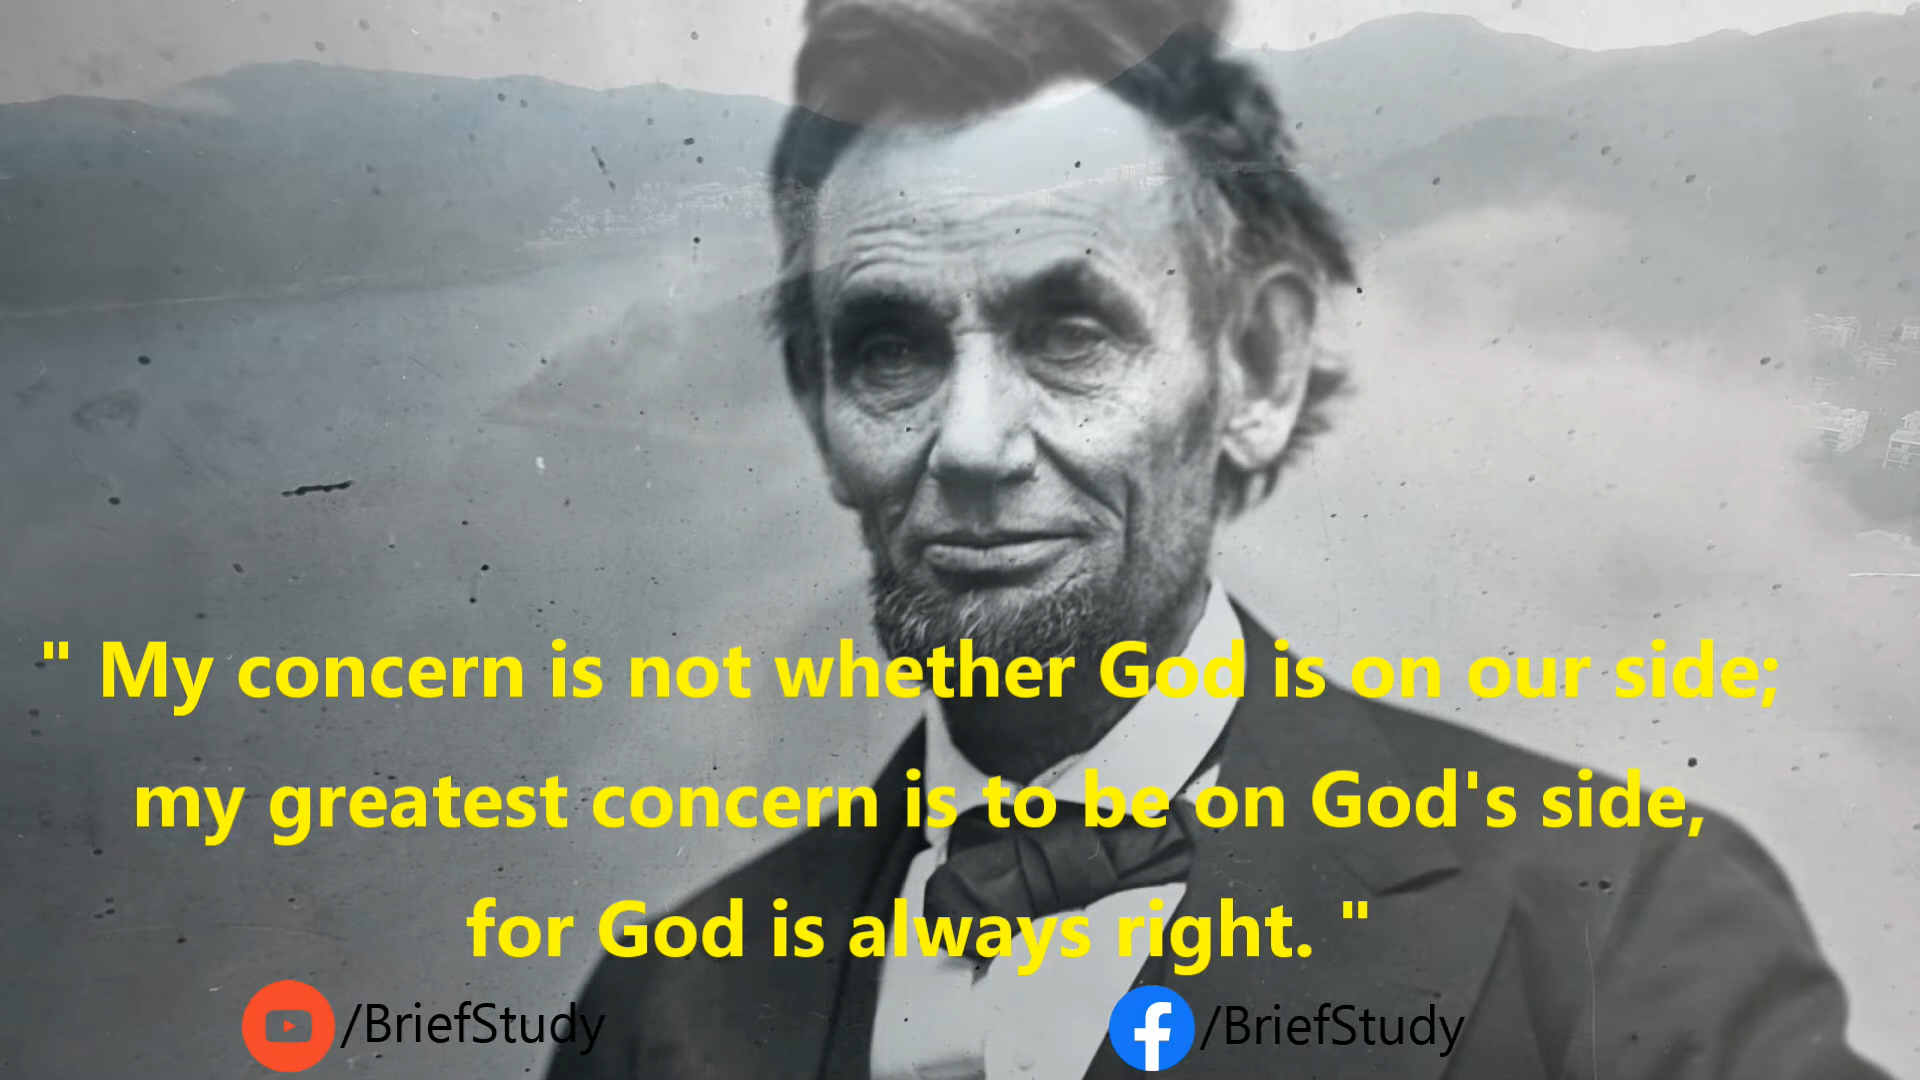 " My concern is not whether God is on our side;
my greatest concern is to be on God's side,
for God is always right. "
/BriefStudy
/BriefStudy